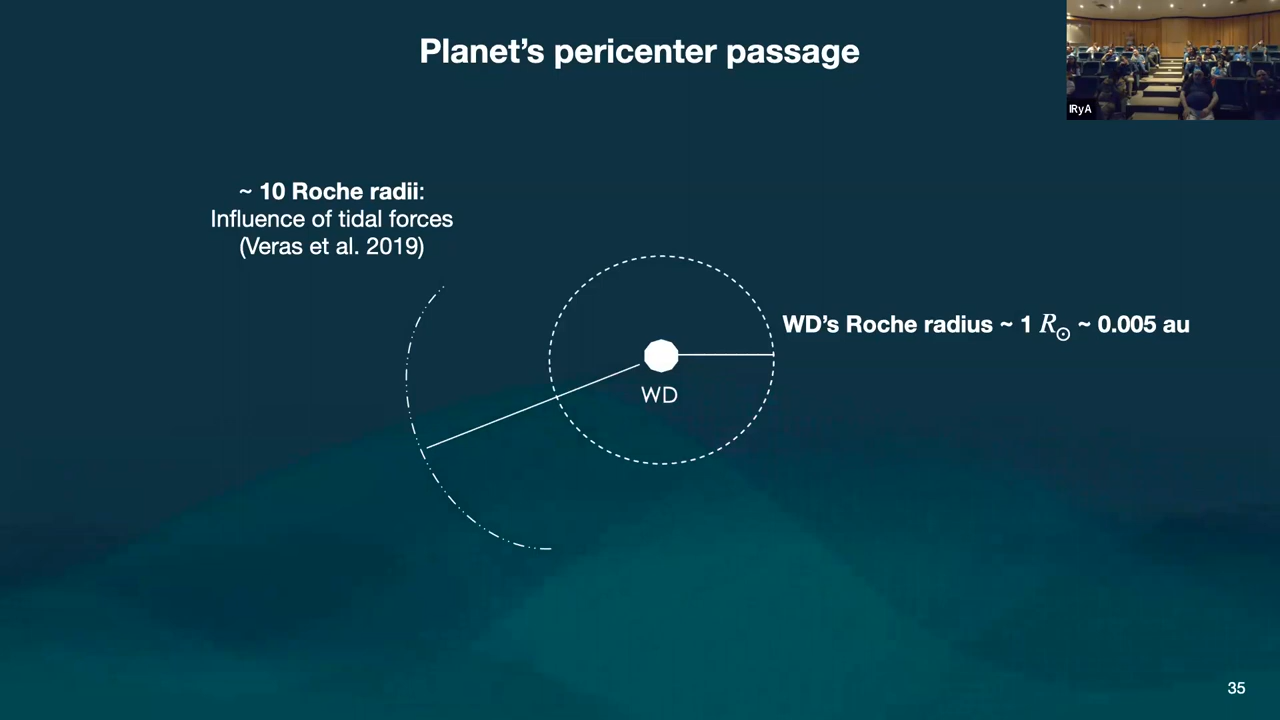 Planet’s pericenter passage
IRyA
~ 10 Roche radii:
Influence of tidal forces
(Veras et al. 2019)
WD’s Roche radius ~ 1 R☉ ~ 0.005 au
WD
35